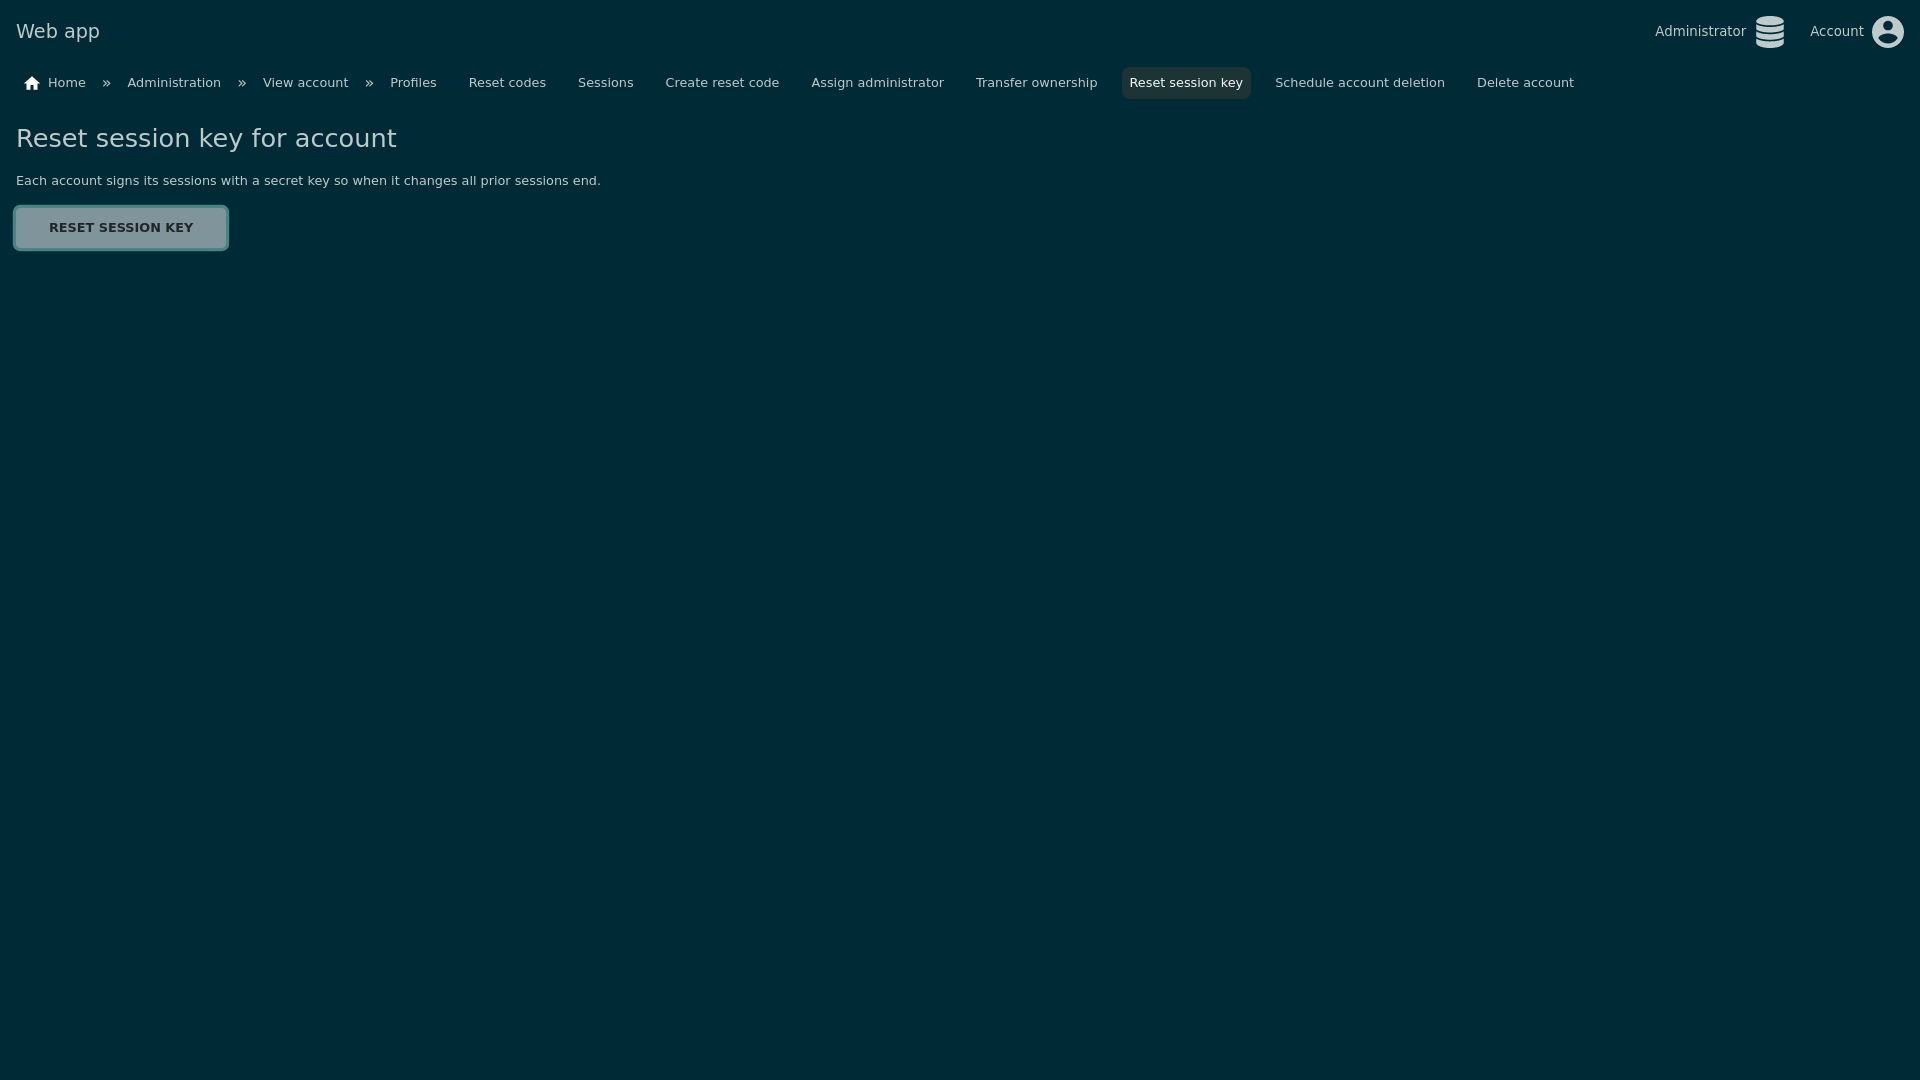 Web app
Administrator
Account
Home » Administration » View account » Profiles Reset codes Sessions Create reset code Assign administrator Transfer ownership Reset session key Schedule account deletion Delete account
Reset session key for account
Each account signs its sessions with a secret key so when it changes all prior sessions end.
RESET SESSION KEY